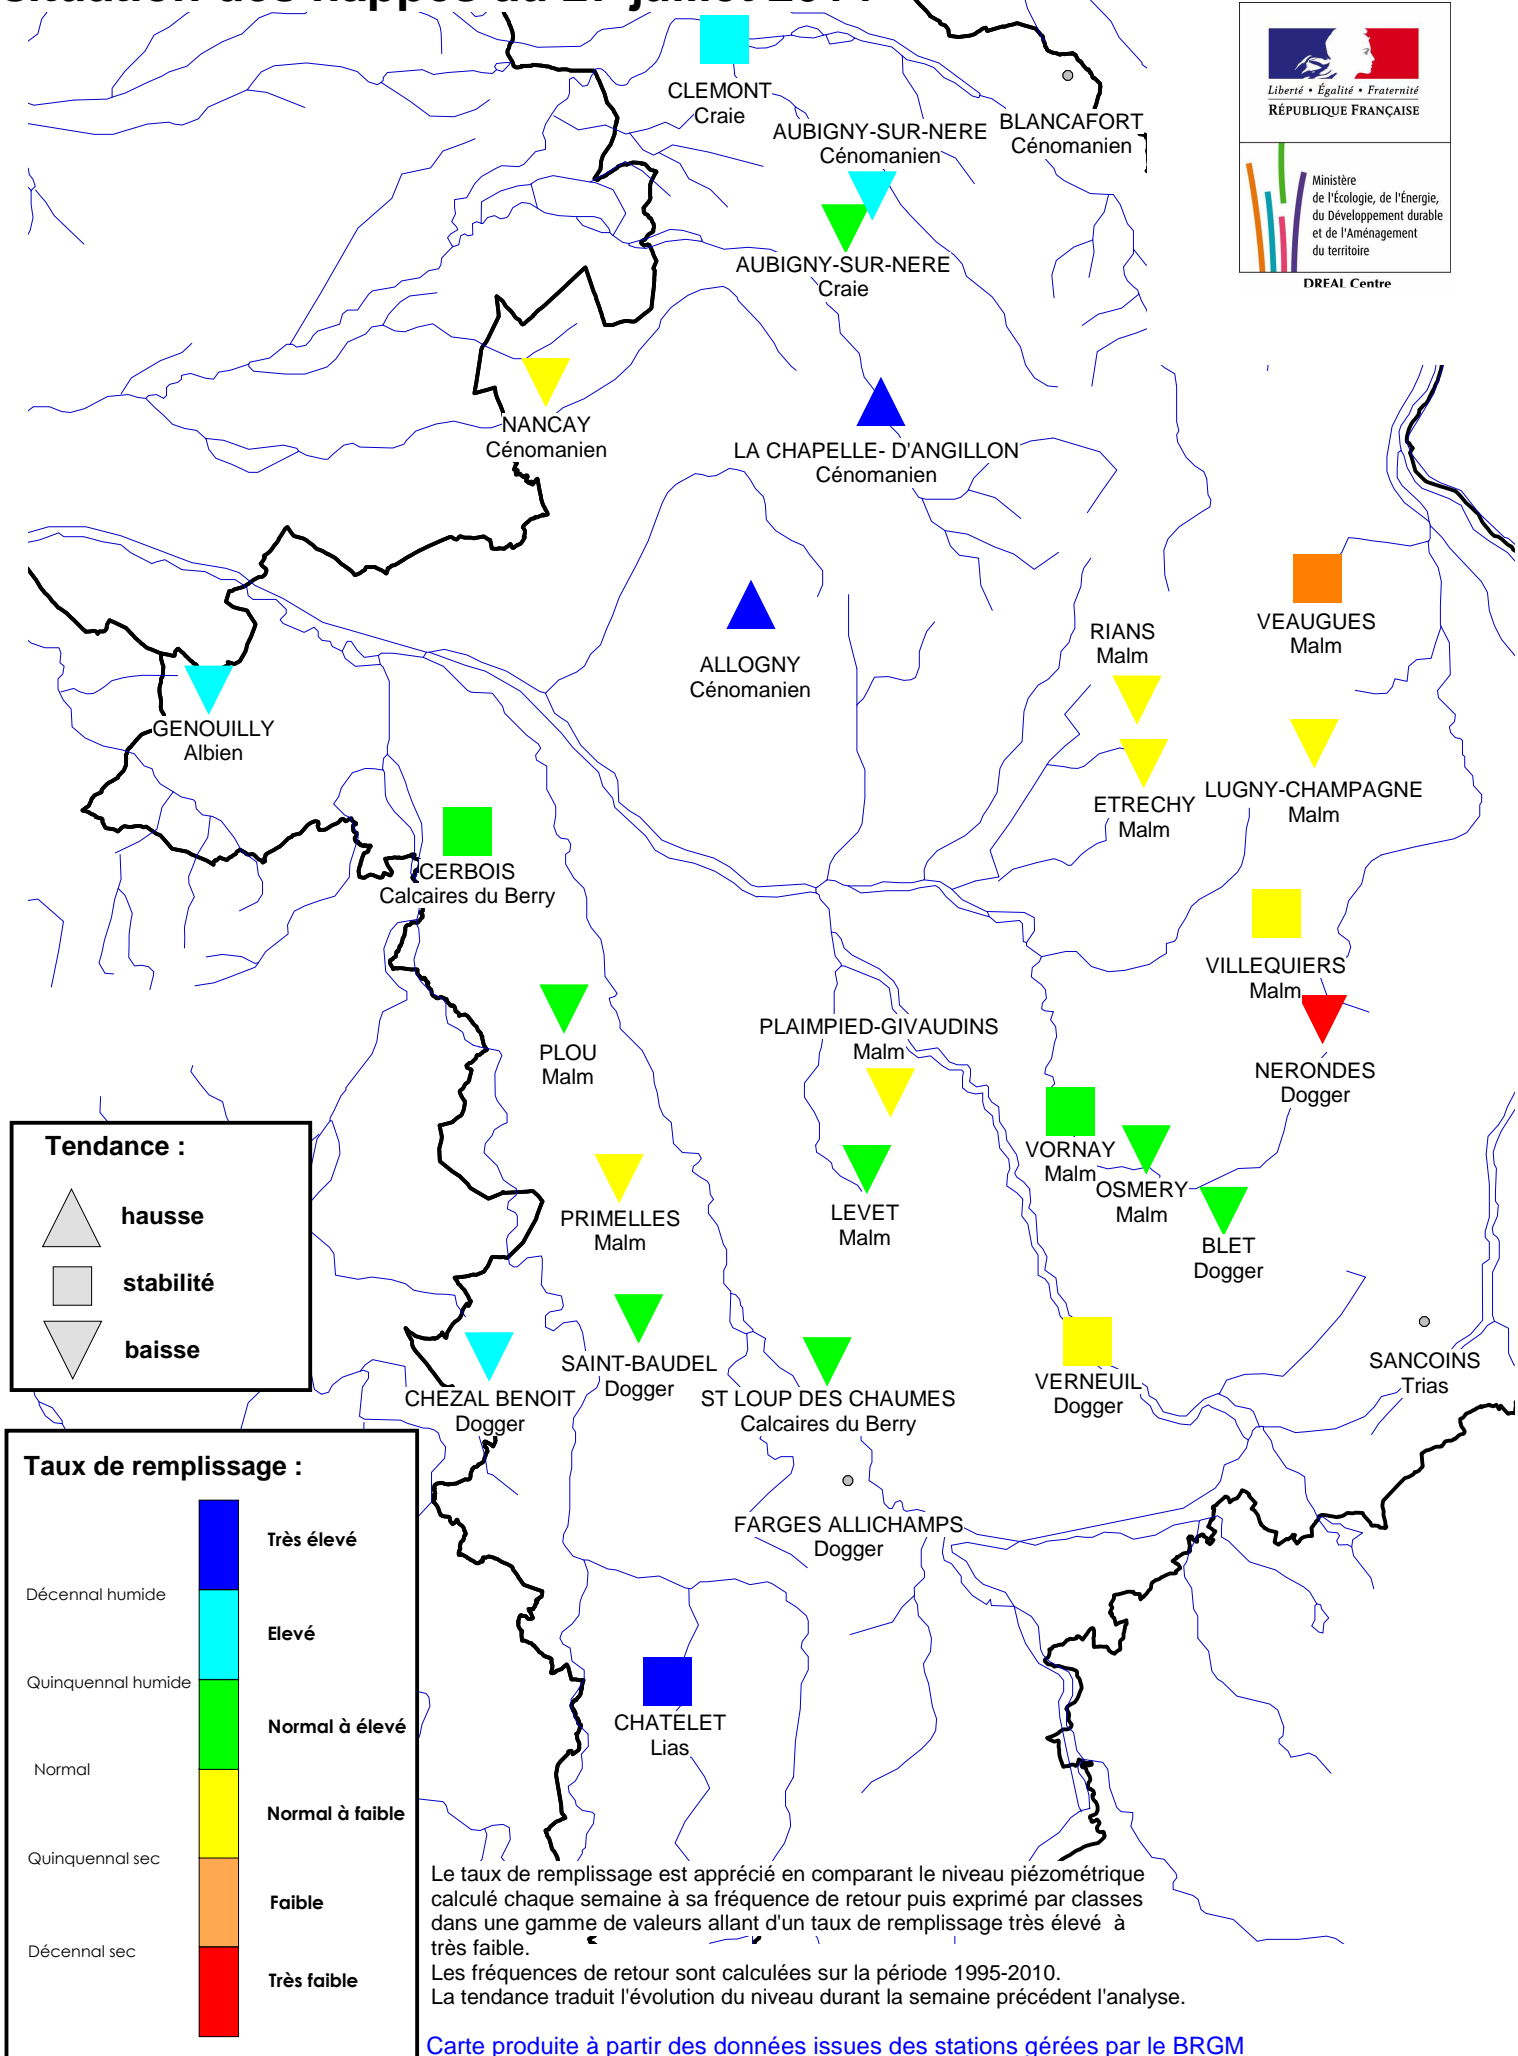 situation des nappes au 27 juillet 2014
Liberté • Égalité • Fraternité
RÉPUBLIQUE FRANÇAISE
Ministère
de l'Écologie, de l'Énergie,
du Développement durable
et de l'Aménagement
du territoire
DREAL Centre
CLEMONT
Craie
AUBIGNY-SUR-NERE
Cénomanien
BLANCAFORT
Cénomanien
AUBIGNY-SUR-NERE
Craie
NANCAY
Cénomanien
LA CHAPELLE- D'ANGILLON
Cénomanien
VEAUGUES
Malm
RIANS
Malm
ALLOGNY
Cénomanien
GENOUILLY
Albien
ETRECHY
Malm
LUGNY-CHAMPAGNE
Malm
CERBOIS
Calcaires du Berry
VILLEQUIERS
Malm
PLAIMPIED-GIVAUDINS
Malm
PLOU
Malm
NERONDES
Dogger
VORNAY
Malm
OSMERY
Malm
PRIMELLES
Malm
LEVET
Malm
BLET
Dogger
SAINT-BAUDEL
Dogger
CHEZAL BENOIT
Dogger
ST LOUP DES CHAUMES
Calcaires du Berry
VERNEUIL
Dogger
SANCOINS
Trias
FARGES ALLICHAMPS
Dogger
CHATELET
Lias
Tendance :
hausse
stabilité
baisse
Taux de remplissage :
Très élevé
Décennal humide
Elevé
Quinquennal humide
Normal à élevé
Normal
Normal à faible
Quinquennal sec
Faible
Décennal sec
Très faible
Le taux de remplissage est apprécié en comparant le niveau piézométrique
calculé chaque semaine à sa fréquence de retour puis exprimé par classes
dans une gamme de valeurs allant d'un taux de remplissage très élevé à
très faible.
Les fréquences de retour sont calculées sur la période 1995-2010.
La tendance traduit l'évolution du niveau durant la semaine précédent l'analyse.
Carte produite à partir des données issues des stations gérées par le BRGM